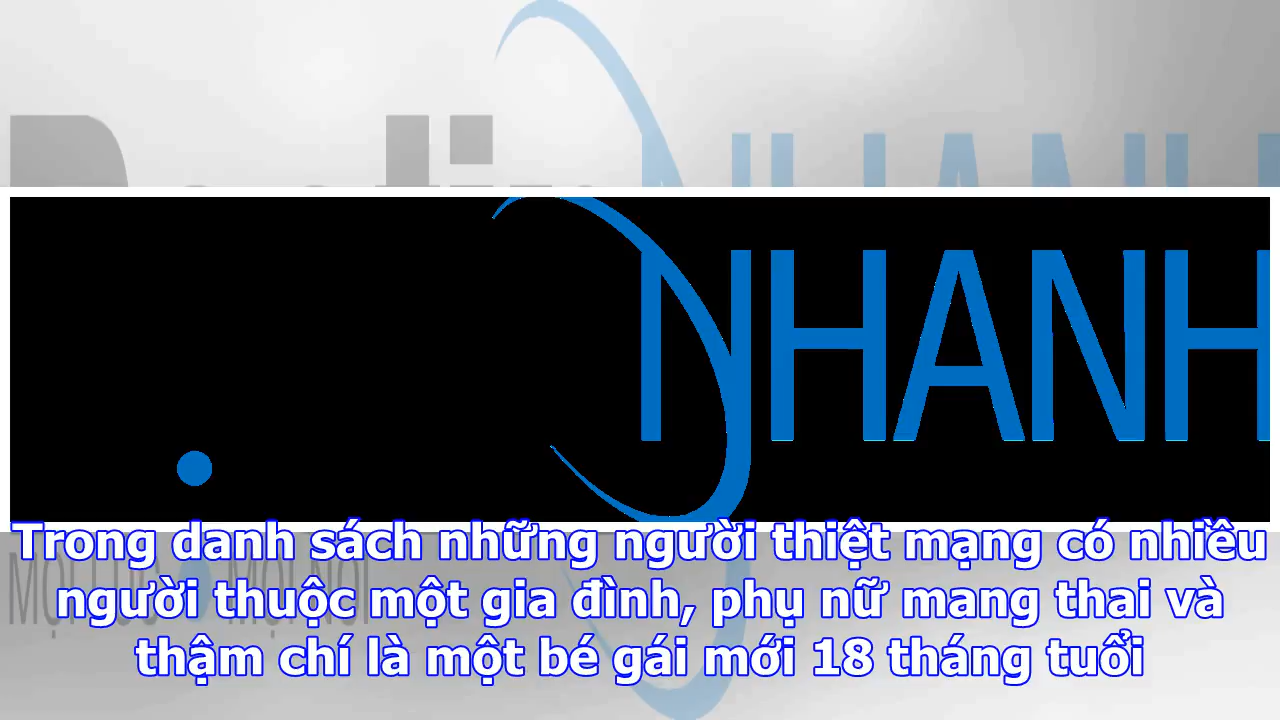 NHANH
Trong danh sách những người thiệt mạng có nhiều
người thuộc một gia đình, phụ nữ mang thai và
thậm chí là một bé gái mới 18 tháng tuổi